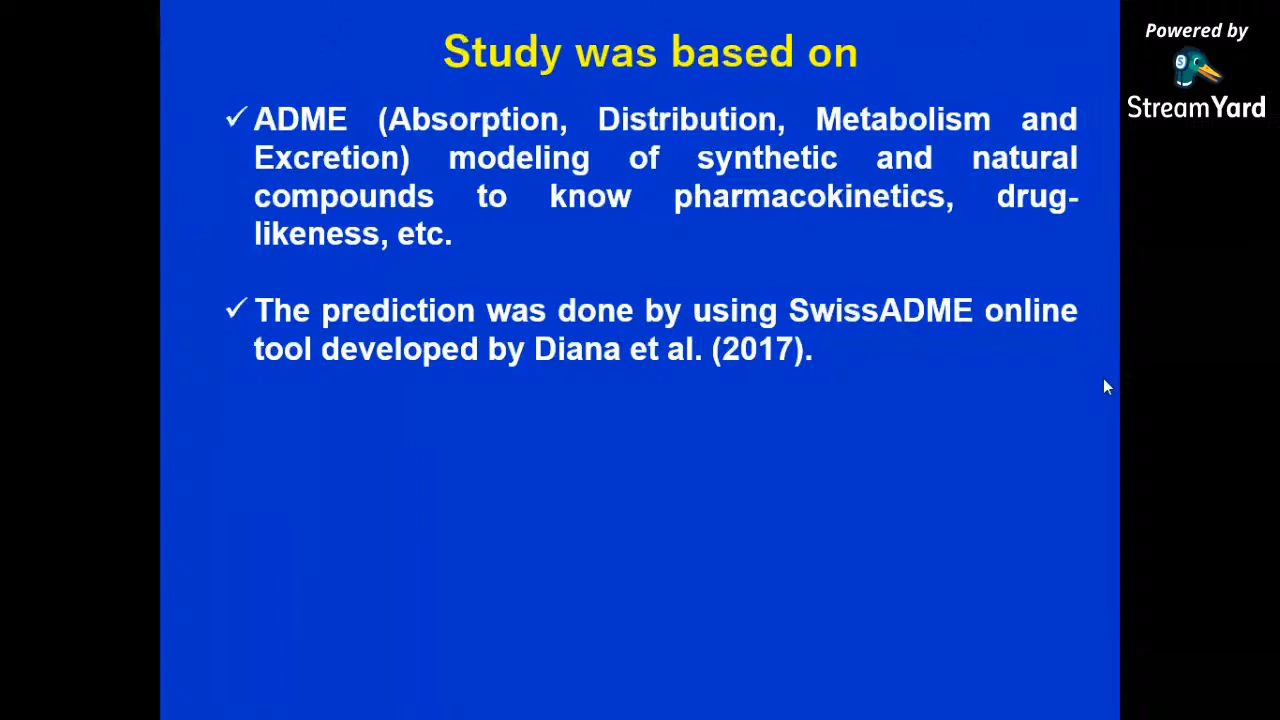 Study was based on
Powered by
StreamYard
✓ ADME (Absorption, Distribution, Metabolism and
Excretion) modeling of synthetic and natural
compounds to know pharmacokinetics, drug-
likeness, etc.
✓ The prediction was done by using SwissADME online
tool developed by Diana et al. (2017).